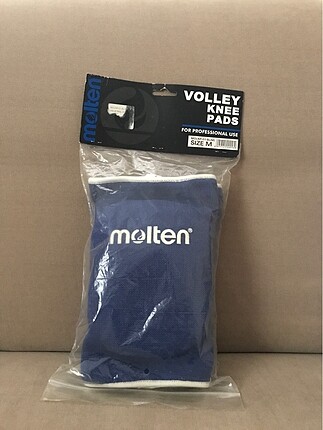 molten
VOLLEY
KNEE
PADS
FOR PROFESSIONAL USE
SIZE M
molten